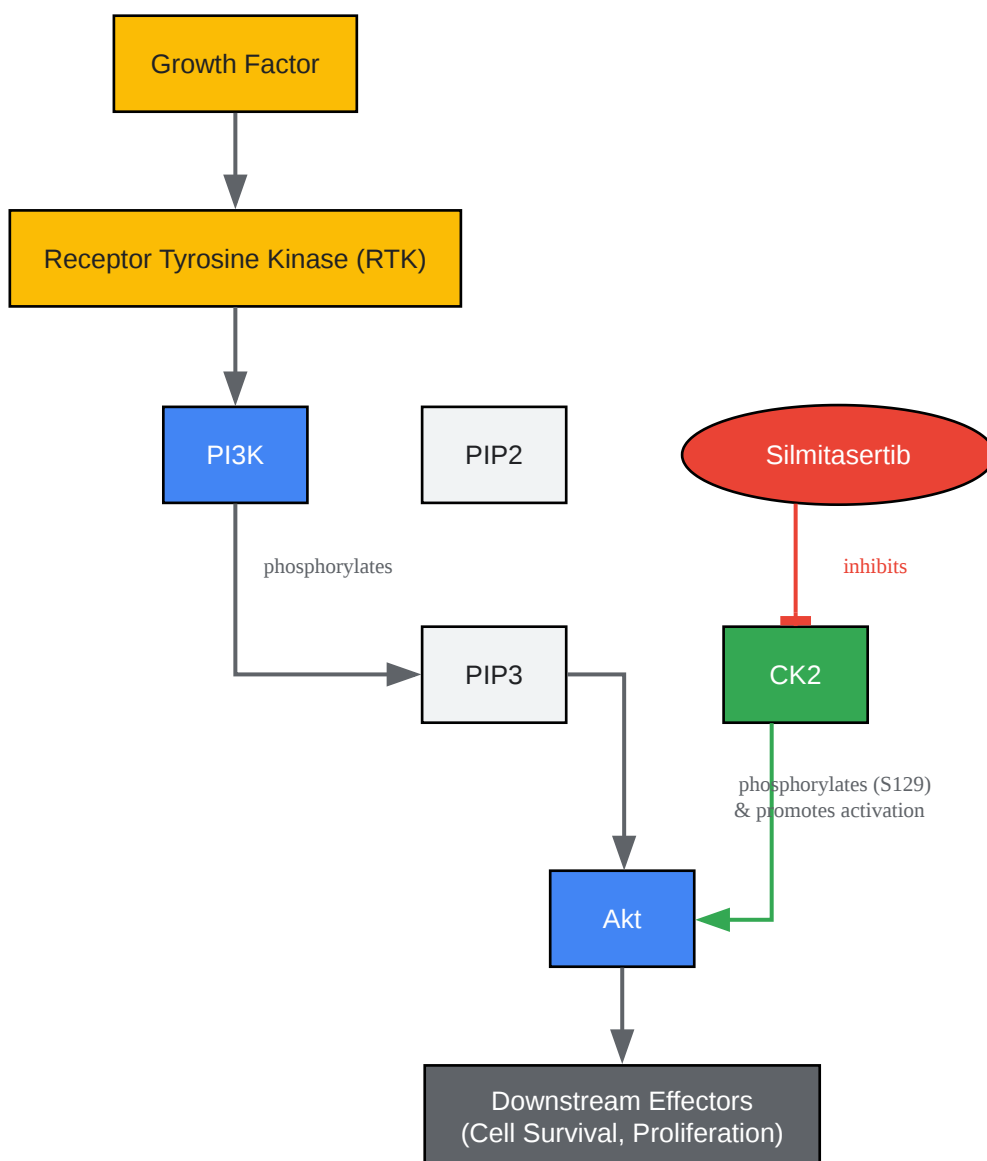 Growth Factor
Receptor Tyrosine Kinase (RTK)
PI3K
PIP2
Silmitasertib
phosphorylates
inhibits
PIP3
CK2
phosphorylates (S129)
& promotes activation
Akt
Downstream Effectors
(Cell Survival, Proliferation)